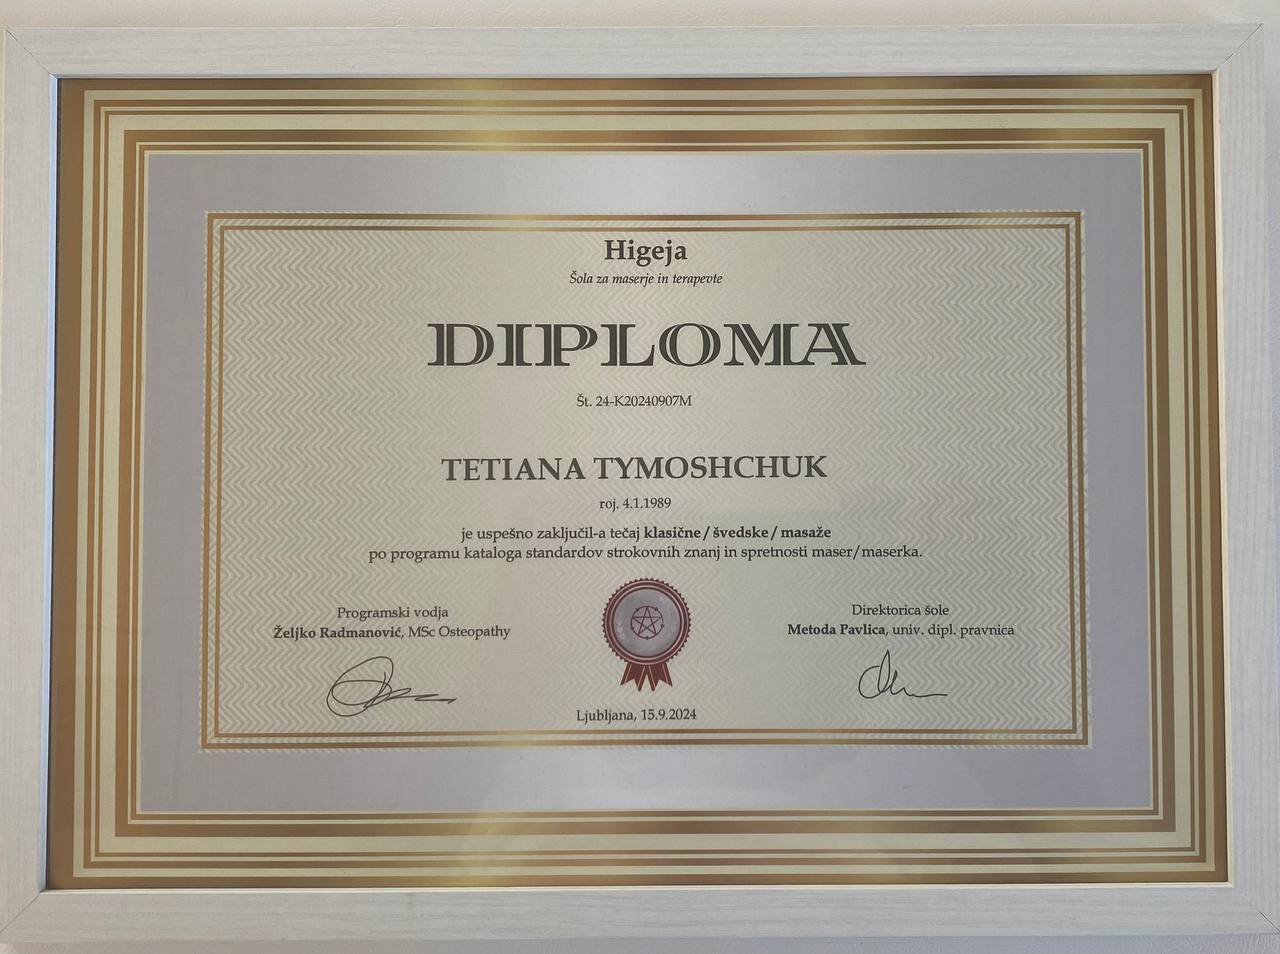 Higeja
Šola za maserje in terapevte
DIPLOMA
Št. 24-K20240907M
TETIANA TYMOSHCHUK
roj. 4.1.1989
je uspešno zaključil-a tečaj klasične / švedske / masaže
po programu kataloga standardov strokovnih znanj in spretnosti maser/maserka.
Programski vodja
Željko Radmanović, MSc Osteopathy
Direktorica šole
Metoda Pavlica, univ. dipl. pravnica
Ljubljana, 15.9.2024